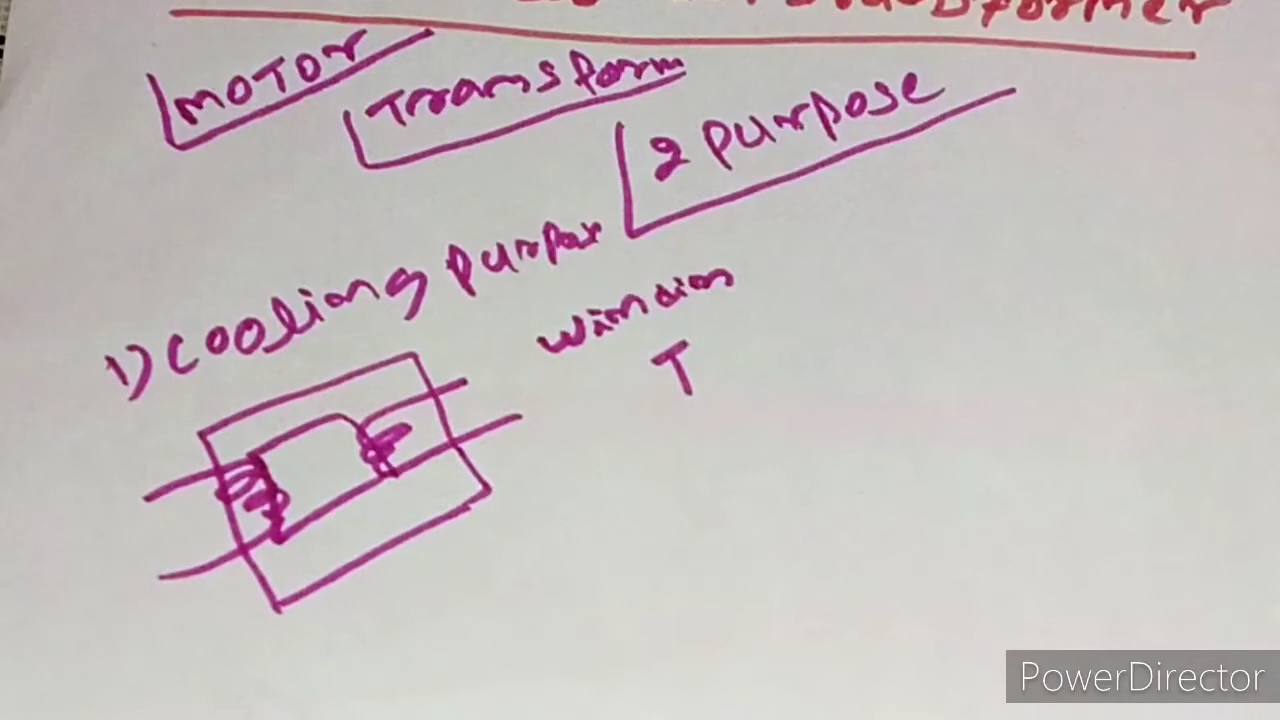 MOTOR
Transform
2 purpose
1) cooling purpose
T
PowerDirector